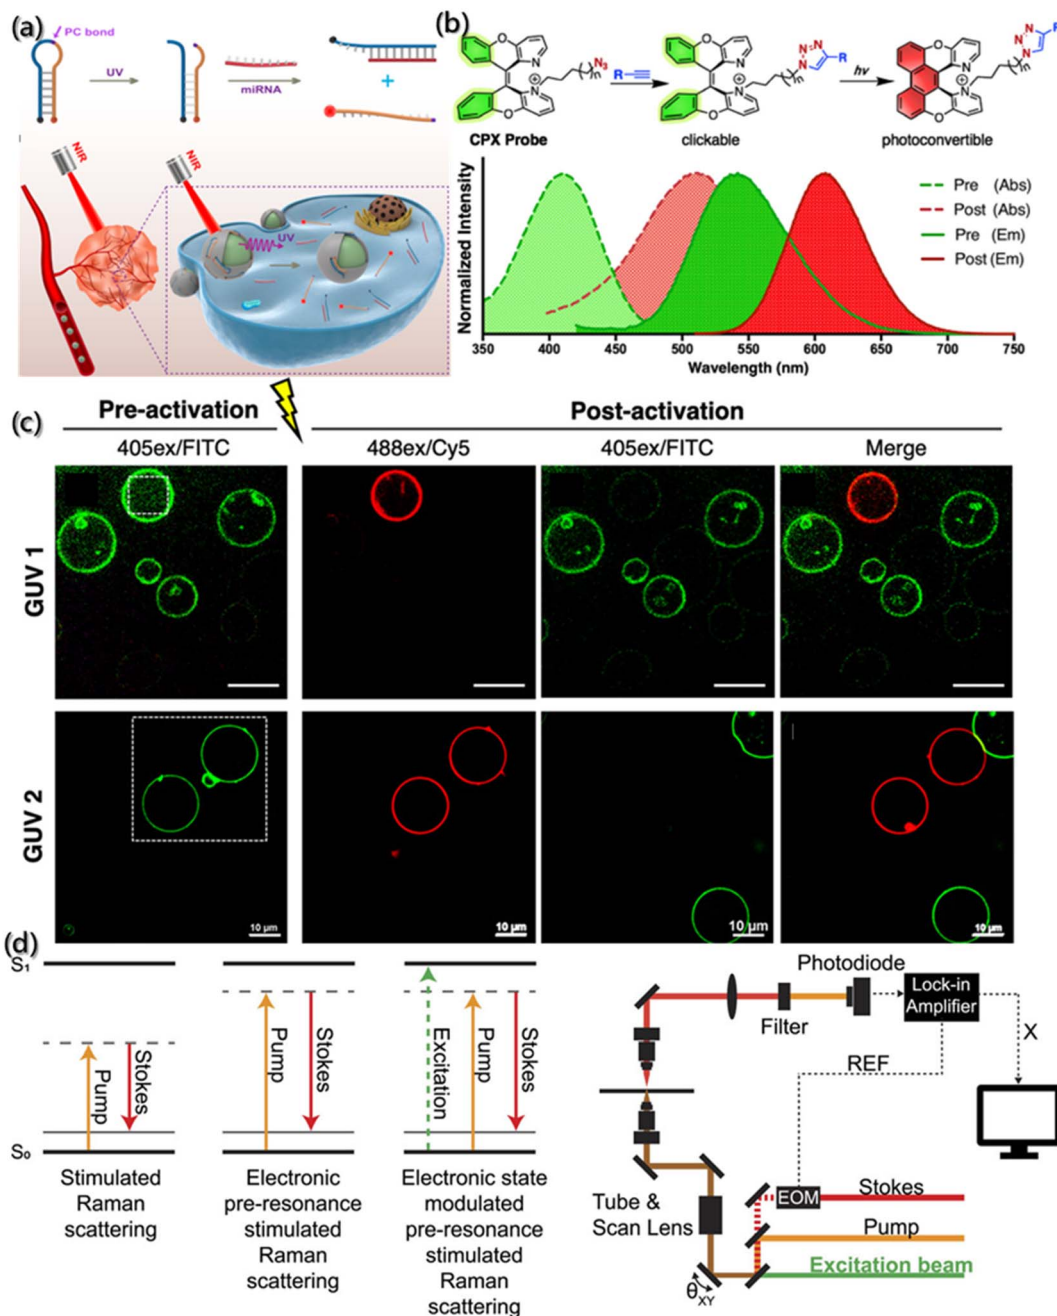 (a)
PC bond
UV
miRNA
+
NIR
NIR
UV
(b)
N3
n
R
N
O
O
N
+
CPX Probe
N=N
N
R
n
O
O
N
+
clickable
hν
N=N
N
R
n
O
O
N
+
photoconvertible
Normalized Intensity
Pre (Abs)
Post (Abs)
Pre (Em)
Post (Em)
350 400 450 500 550 600 650 700 750
Wavelength (nm)
(c)
Pre-activation
Post-activation
405ex/FITC
488ex/Cy5
405ex/FITC
Merge
GUV 1
GUV 2
10 µm
10 µm
10 µm
10 µm
(d)
S1
S0
Pump
Stokes
Stimulated
Raman
scattering
Pump
Stokes
Electronic
pre-resonance
stimulated
Raman
scattering
Excitation
Pump
Stokes
Electronic state
modulated
pre-resonance
stimulated
Raman
scattering
Photodiode
Filter
Lock-in
Amplifier
X
REF
Tube &
Scan Lens
EOM
Stokes
Pump
Excitation beam
θXY